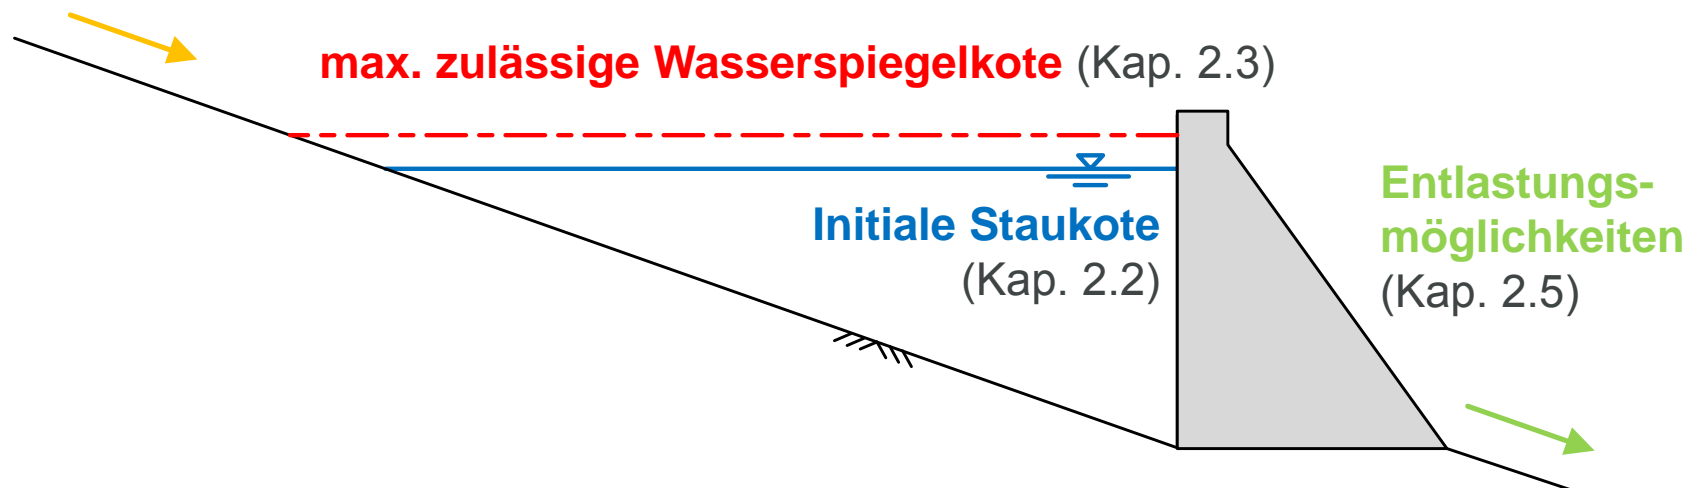 max. zulässige Wasserspiegelkote (Kap. 2.3)
Initiale Staukote
(Kap. 2.2)
Entlastungs-
möglichkeiten
(Kap. 2.5)